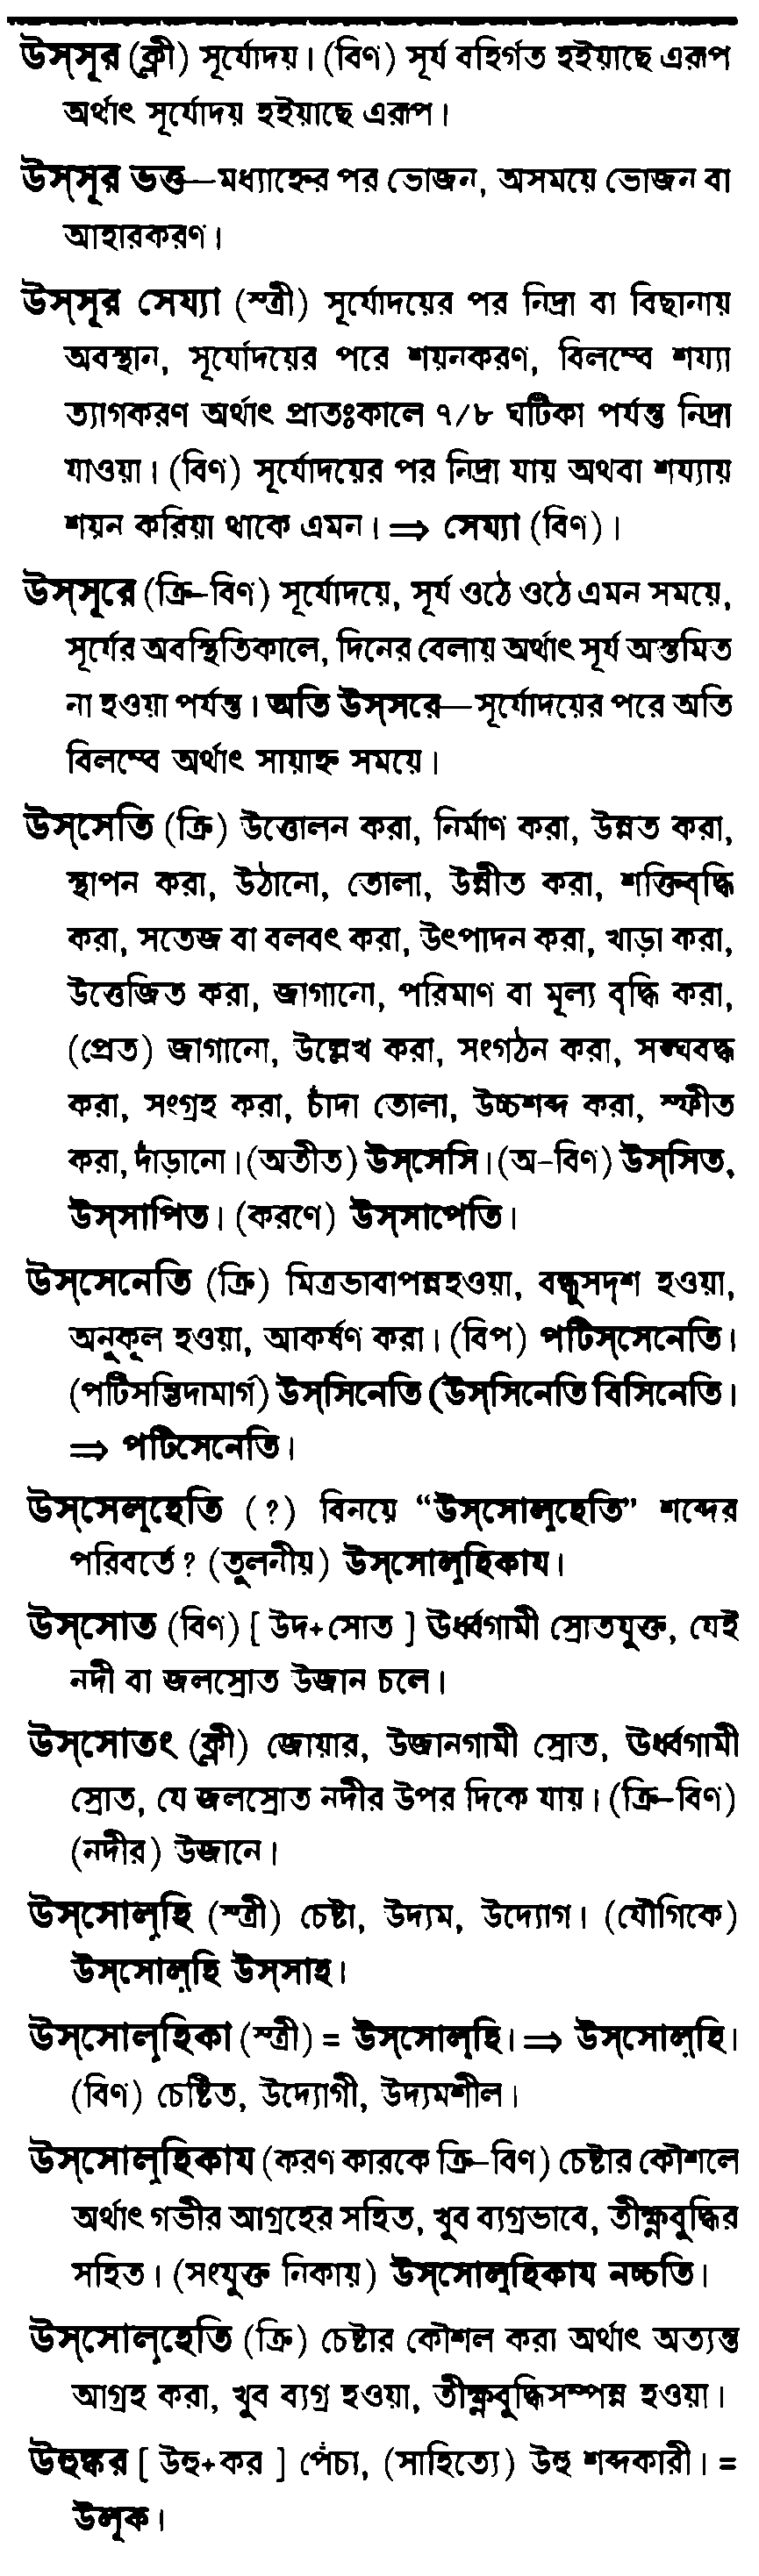 উস্সূর (ক্লী) সূর্যোদয়। (বিণ) সূর্য বহির্গত হইয়াছে এরূপ
অর্থাৎ সূর্যোদয় হইয়াছে এরূপ।
উস্সূর ভত্ত—মধ্যাহ্নের পর ভোজন, অসময়ে ভোজন বা
আহারকরণ।
উস্সূর সেয্যা (স্ত্রী) সূর্যোদয়ের পর নিদ্রা বা বিছানায়
অবস্থান, সূর্যোদয়ের পরে শয়নকরণ, বিলম্বে শয্যা
ত্যাগকরণ অর্থাৎ প্রাতঃকালে ৭/৮ ঘটিকা পর্যন্ত নিদ্রা
যাওয়া। (বিণ) সূর্যোদয়ের পর নিদ্রা যায় অথবা শয্যায়
শয়ন করিয়া থাকে এমন। ⇒ সেয্যা (বিণ)।
উস্সূরে (ক্রি-বিণ) সূর্যোদয়ে, সূর্য ওঠে ওঠে এমন সময়ে,
সূর্যের অবস্থিতিকালে, দিনের বেলায় অর্থাৎ সূর্য অস্তমিত
না হওয়া পর্যন্ত। অতি উস্সরে—সূর্যোদয়ের পরে অতি
বিলম্বে অর্থাৎ সায়াহ্ন সময়ে।
উস্সেতি (ক্রি) উত্তোলন করা, নির্মাণ করা, উন্নত করা,
স্থাপন করা, উঠানো, তোলা, উন্নীত করা, শক্তিবৃদ্ধি
করা, সতেজ বা বলবৎ করা, উৎপাদন করা, খাড়া করা,
উত্তেজিত করা, জাগানো, পরিমাণ বা মূল্য বৃদ্ধি করা,
(প্রেত) জাগানো, উল্লেখ করা, সংগঠন করা, সঙ্ঘবদ্ধ
করা, সংগ্রহ করা, চাঁদা তোলা, উচ্চশব্দ করা, স্ফীত
করা, দাঁড়ানো। (অতীত) উস্সেসি। (অ-বিণ) উস্সিত,
উস্সাপিত। (করণে) উস্সাপেতি।
উস্সেনেতি (ক্রি) মিত্রভাবাপন্নহওয়া, বন্ধুসদৃশ হওয়া,
অনুকূল হওয়া, আকর্ষণ করা। (বিপ) পটিস্সেনেতি।
(পটিসম্ভিদামার্গ) উস্সিনেতি (উস্সিনেতি বিসিনেতি।
⇒ পটিসেনেতি।
উস্সেল্হেতি (?) বিনয়ে “উস্সোল্হেতি” শব্দের
পরিবর্তে? (তুলনীয়) উস্সোল্হিকায।
উস্সোত (বিণ) [ উদ+সোত ] ঊর্ধ্বগামী স্রোতযুক্ত, যেই
নদী বা জলস্রোত উজান চলে।
উস্সোতং (ক্লী) জোয়ার, উজানগামী স্রোত, ঊর্ধ্বগামী
স্রোত, যে জলস্রোত নদীর উপর দিকে যায়। (ক্রি-বিণ)
(নদীর) উজানে।
উস্সোল্হি (স্ত্রী) চেষ্টা, উদ্যম, উদ্যোগ। (যৌগিকে)
উস্সোল্হি উস্সাহ।
উস্সোল্হিকা (স্ত্রী) = উস্সোল্হি। ⇒ উস্সোল্হি।
(বিণ) চেষ্টিত, উদ্যোগী, উদ্যমশীল।
উস্সোল্হিকায (করণ কারকে ক্রি-বিণ) চেষ্টার কৌশলে
অর্থাৎ গভীর আগ্রহের সহিত, খুব ব্যগ্রভাবে, তীক্ষ্ণবুদ্ধির
সহিত। (সংযুক্ত নিকায়) উস্সোল্হিকায নচ্চতি।
উস্সোল্হেতি (ক্রি) চেষ্টার কৌশল করা অর্থাৎ অত্যন্ত
আগ্রহ করা, খুব ব্যগ্র হওয়া, তীক্ষ্ণবুদ্ধিসম্পন্ন হওয়া।
উহুঙ্কর [ উহু+কর ] পেঁচা, (সাহিত্যে) উহু শব্দকারী। =
উলূক।